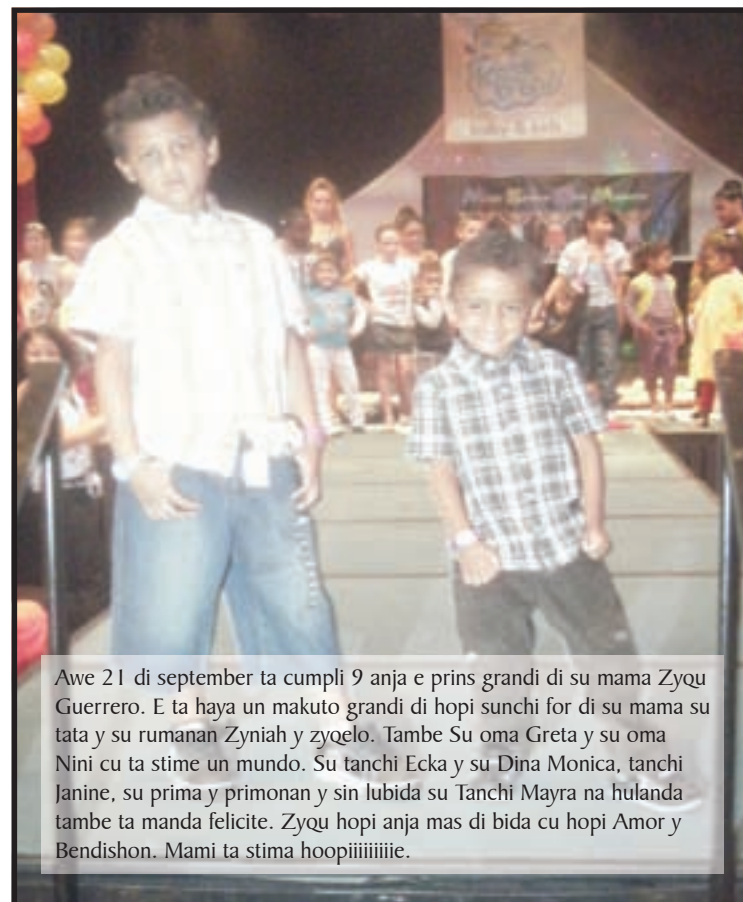 Awe 21 di september ta cumpli 9 anja e prins grandi di su mama Zyqu
Guerrero. E ta haya un makuto grandi di hopi sunchi for di su mama su
tata y su rumanan Zyniah y zyqelo. Tambe Su oma Greta y su oma
Nini cu ta stime un mundo. Su tanchi Ecka y su Dina Monica, tanchi
Janine, su prima y primonan y sin lubida su Tanchi Mayra na hulanda
tambe ta manda felicite. Zyqu hopi anja mas di bida cu hopi Amor y
Bendishon. Mami ta stima hoopiiiiiiiiie.